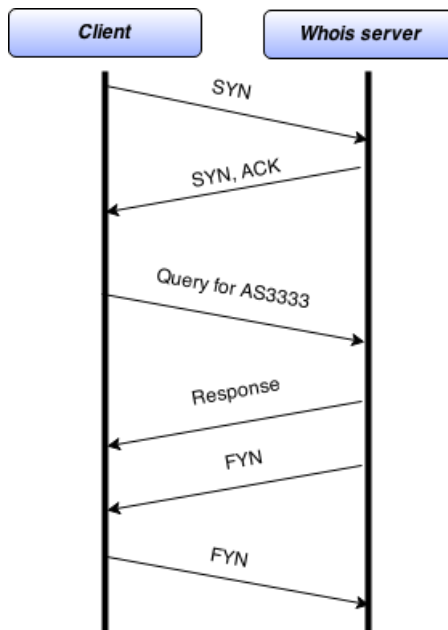 Client
Whois server
SYN
SYN, ACK
Query for AS3333
Response
FYN
FYN